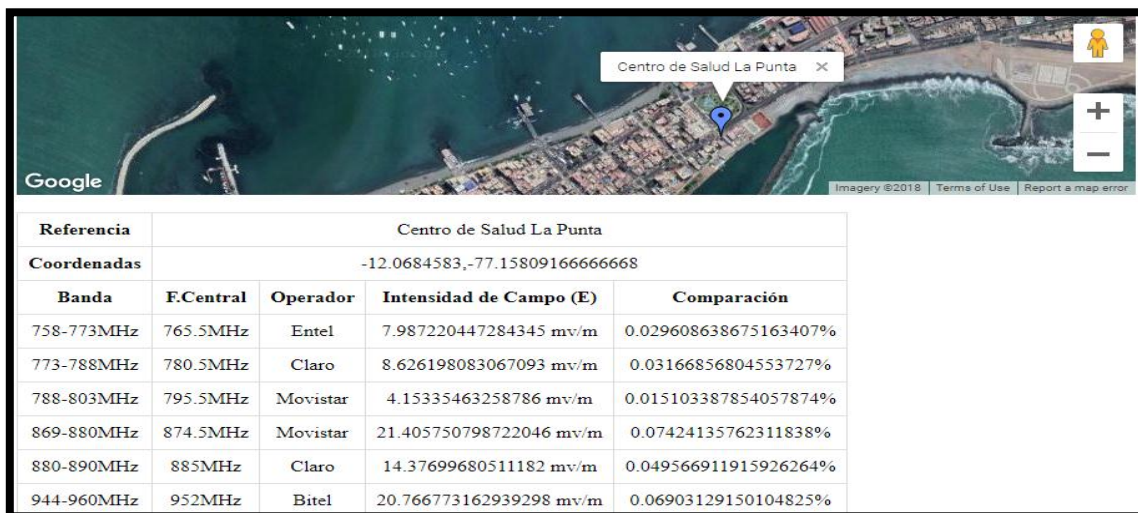 Centro de Salud La Punta ×
Google
Imagery ©2018 Terms of Use Report a map error
Referencia Centro de Salud La Punta
Coordenadas -12.0684583,-77.15809166666668
Banda F.Central Operador Intensidad de Campo (E) Comparación
758-773MHz 765.5MHz Entel 7.987220447284345 mv/m 0.029608638675163407%
773-788MHz 780.5MHz Claro 8.626198083067093 mv/m 0.03166856804553727%
788-803MHz 795.5MHz Movistar 4.15335463258786 mv/m 0.015103387854057874%
869-880MHz 874.5MHz Movistar 21.405750798722046 mv/m 0.07424135762311838%
880-890MHz 885MHz Claro 14.37699680511182 mv/m 0.049566911915926264%
944-960MHz 952MHz Bitel 20.766773162939298 mv/m 0.06903129150104825%